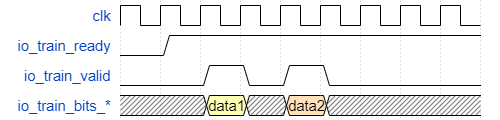 clk
io_train_ready
io_train_valid
io_train_bits_* data1 data2